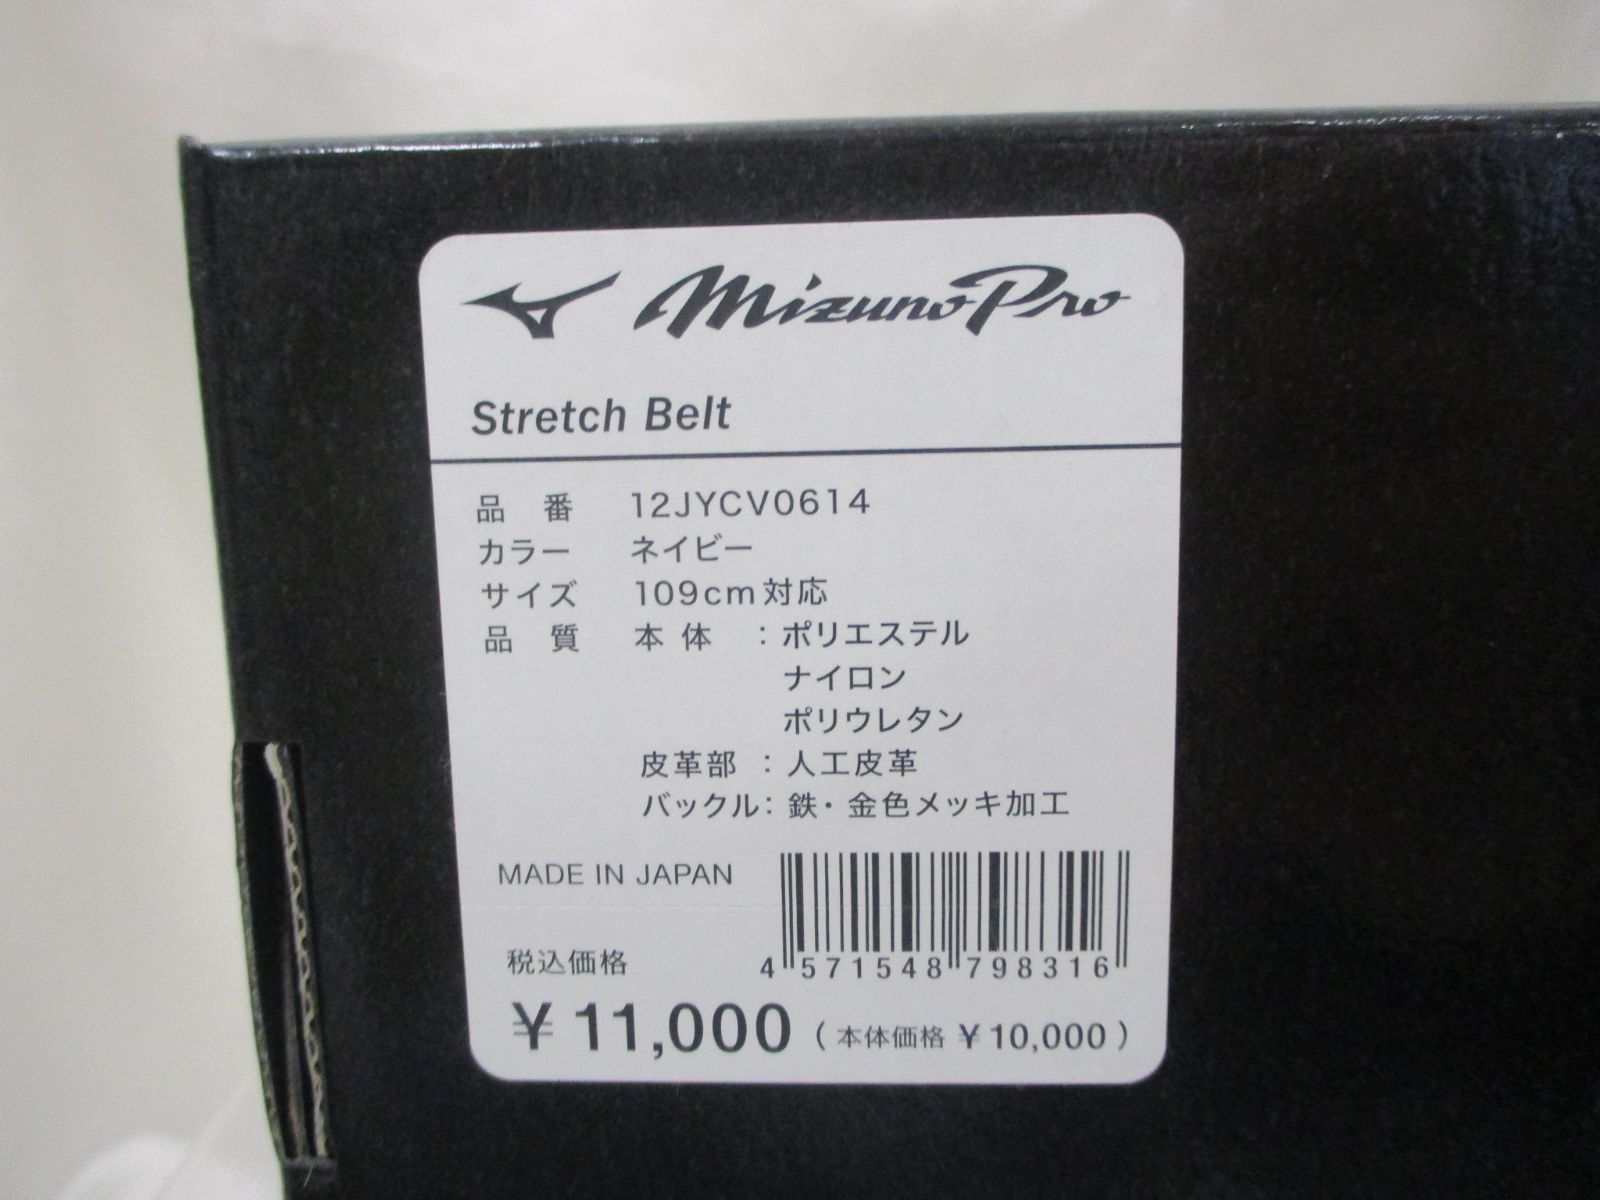 Mizuno Pro
Stretch Belt
品番 12JYCV0614
カラー ネイビー
サイズ 109cm対応
品質 本体 : ポリエステル
ナイロン
ポリウレタン
皮革部 : 人工皮革
バックル : 鉄・金色メッキ加工
MADE IN JAPAN
4 571548 798316
税込価格
¥11,000 (本体価格 ¥10,000)